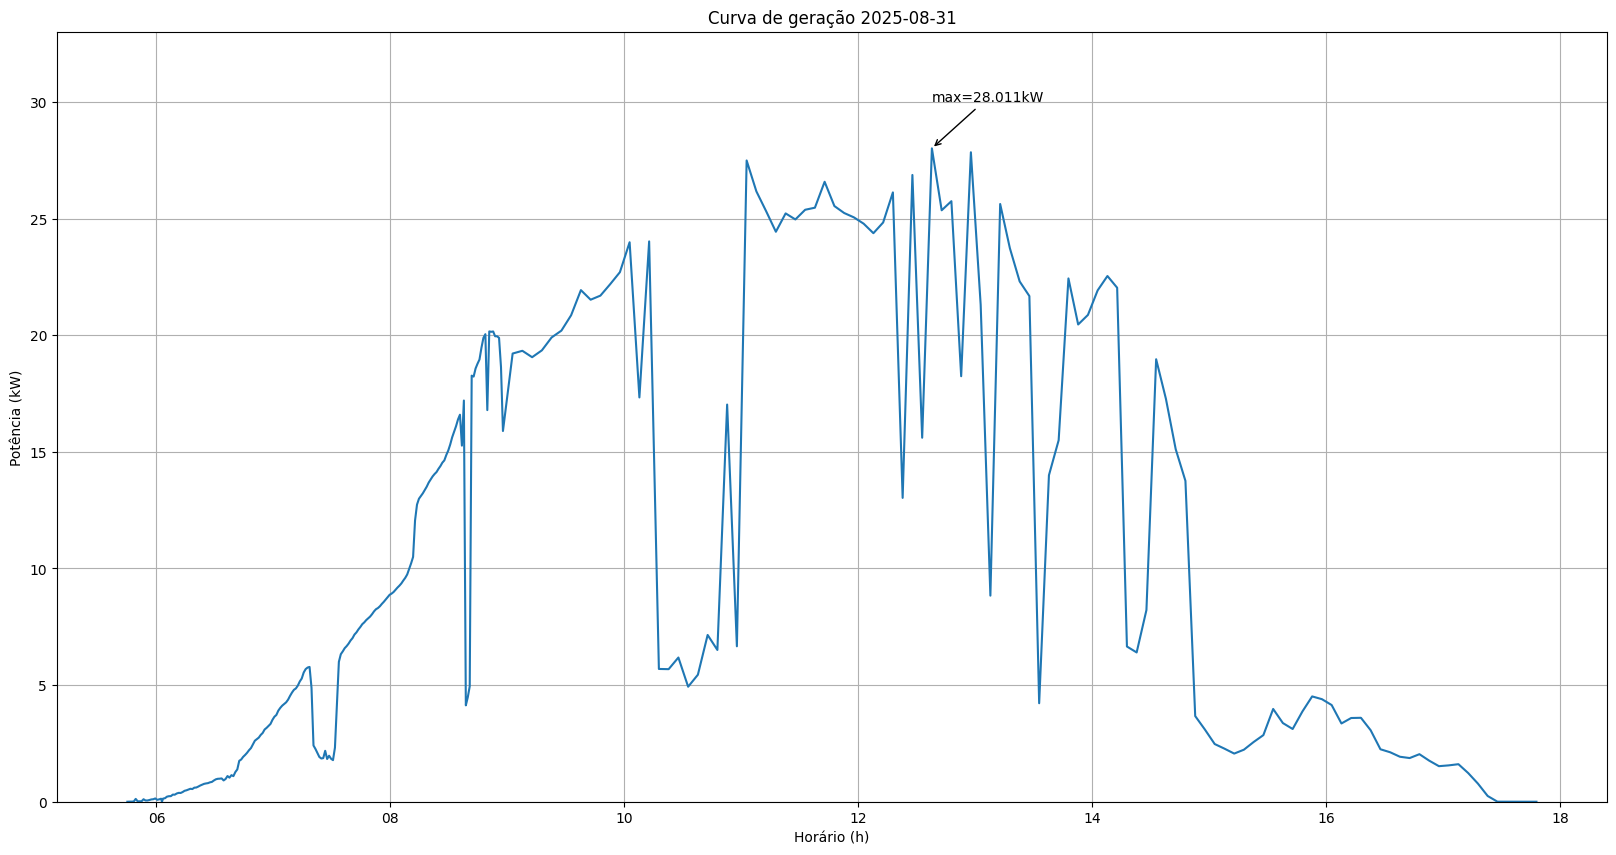 Curva de geração 2025-08-31
max=28.011kW
30
25
20
15
10
5
0
Potência (kW)
06 08 10 12 14 16 18
Horário (h)